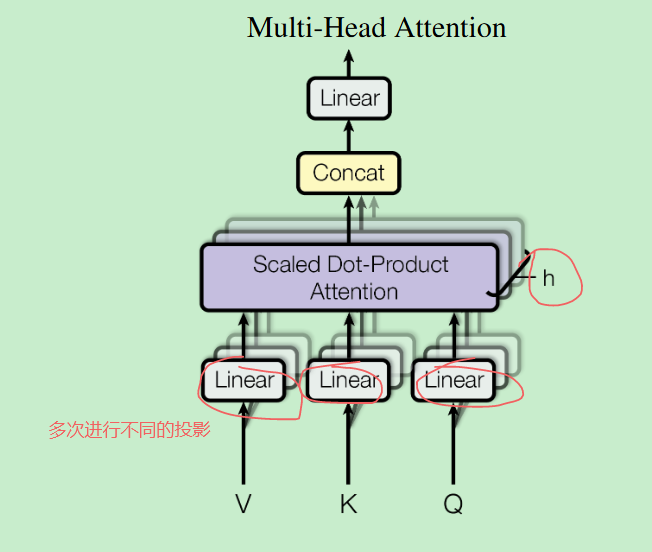 Multi-Head Attention
Linear
Concat
Scaled Dot-Product
Attention
h
Linear Linear Linear
多次进行不同的投影
V K Q